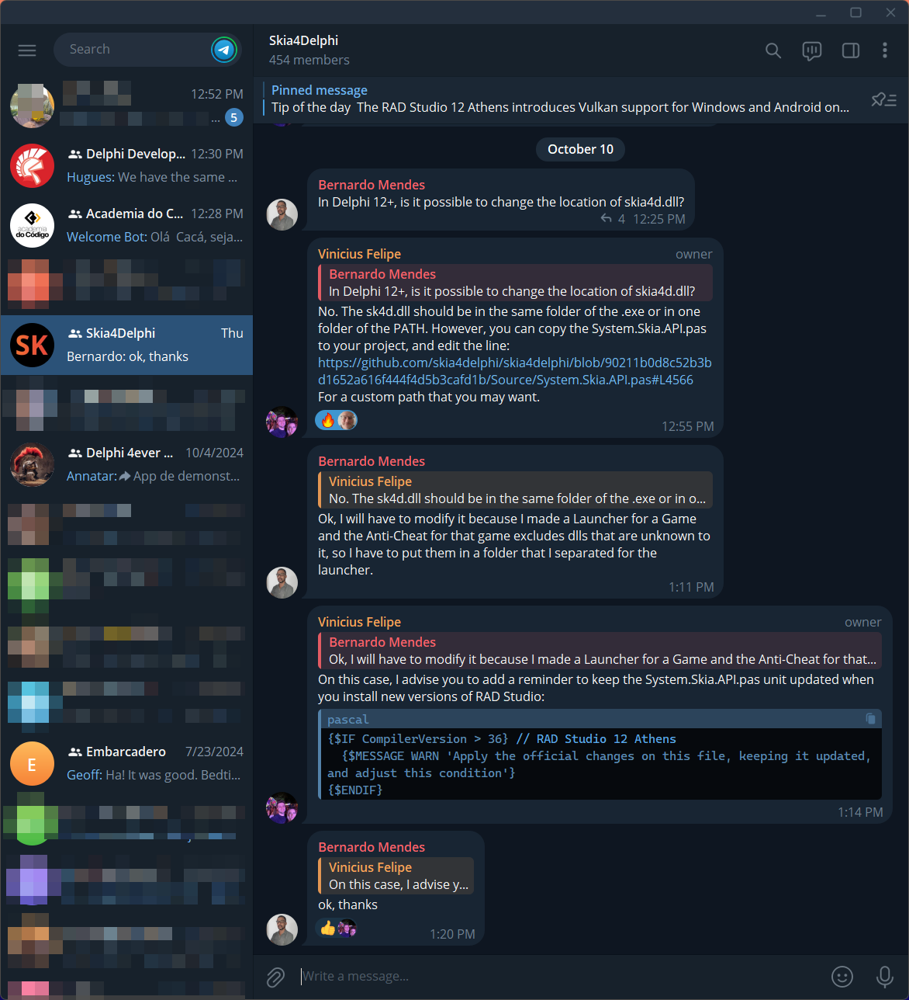 Search
12:52 PM
...
5
Delphi Develop... 12:30 PM
Hugues: We have the same ...
academia
do Código
Academia do C... 12:28 PM
Welcome Bot: Olá Cacá, seja...
SK
Skia4Delphi Thu
Bernardo: ok, thanks
Delphi 4ever ... 10/4/2024
Annatar: App de demonst...
E
Embarcadero 7/23/2024
Geoff: Ha! It was good. Bedti...
Skia4Delphi
454 members
Pinned message
Tip of the day The RAD Studio 12 Athens introduces Vulkan support for Windows and Android on...
October 10
Bernardo Mendes
In Delphi 12+, is it possible to change the location of skia4d.dll?
4 12:25 PM
Vinicius Felipe owner
Bernardo Mendes
In Delphi 12+, is it possible to change the location of skia4d.dll?
No. The sk4d.dll should be in the same folder of the .exe or in one
folder of the PATH. However, you can copy the System.Skia.API.pas
to your project, and edit the line:
https://github.com/skia4delphi/skia4delphi/blob/90211b0d8c52b3b
d1652a616f444f4d5b3cafd1b/Source/System.Skia.API.pas#L4566
For a custom path that you may want.
12:55 PM
Bernardo Mendes
Vinicius Felipe
No. The sk4d.dll should be in the same folder of the .exe or in o...
Ok, I will have to modify it because I made a Launcher for a Game
and the Anti-Cheat for that game excludes dlls that are unknown to
it, so I have to put them in a folder that I separated for the
launcher.
1:11 PM
Vinicius Felipe owner
Bernardo Mendes
Ok, I will have to modify it because I made a Launcher for a Game and the Anti-Cheat for that...
On this case, I advise you to add a reminder to keep the System.Skia.API.pas unit updated when
you install new versions of RAD Studio:
pascal
{$IF CompilerVersion > 36} // RAD Studio 12 Athens
{$MESSAGE WARN 'Apply the official changes on this file, keeping it updated,
and adjust this condition'}
{$ENDIF}
1:14 PM
Bernardo Mendes
Vinicius Felipe
On this case, I advise y...
ok, thanks
1:20 PM
Write a message...